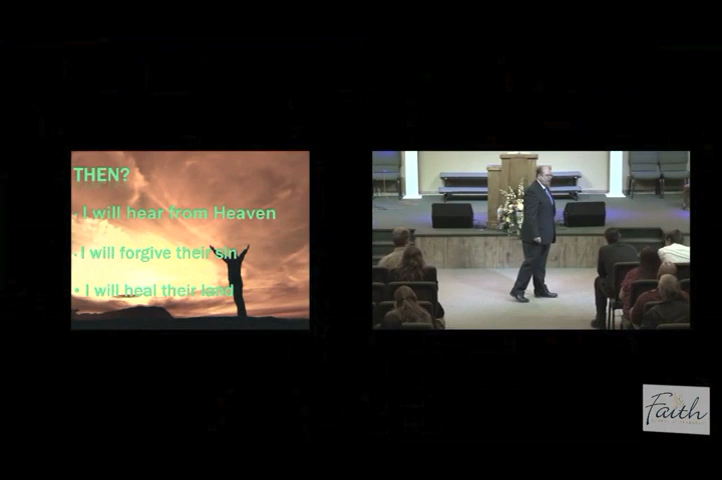 THEN?
• I will hear from Heaven
• I will forgive their sin
• I will heal their land
Faith